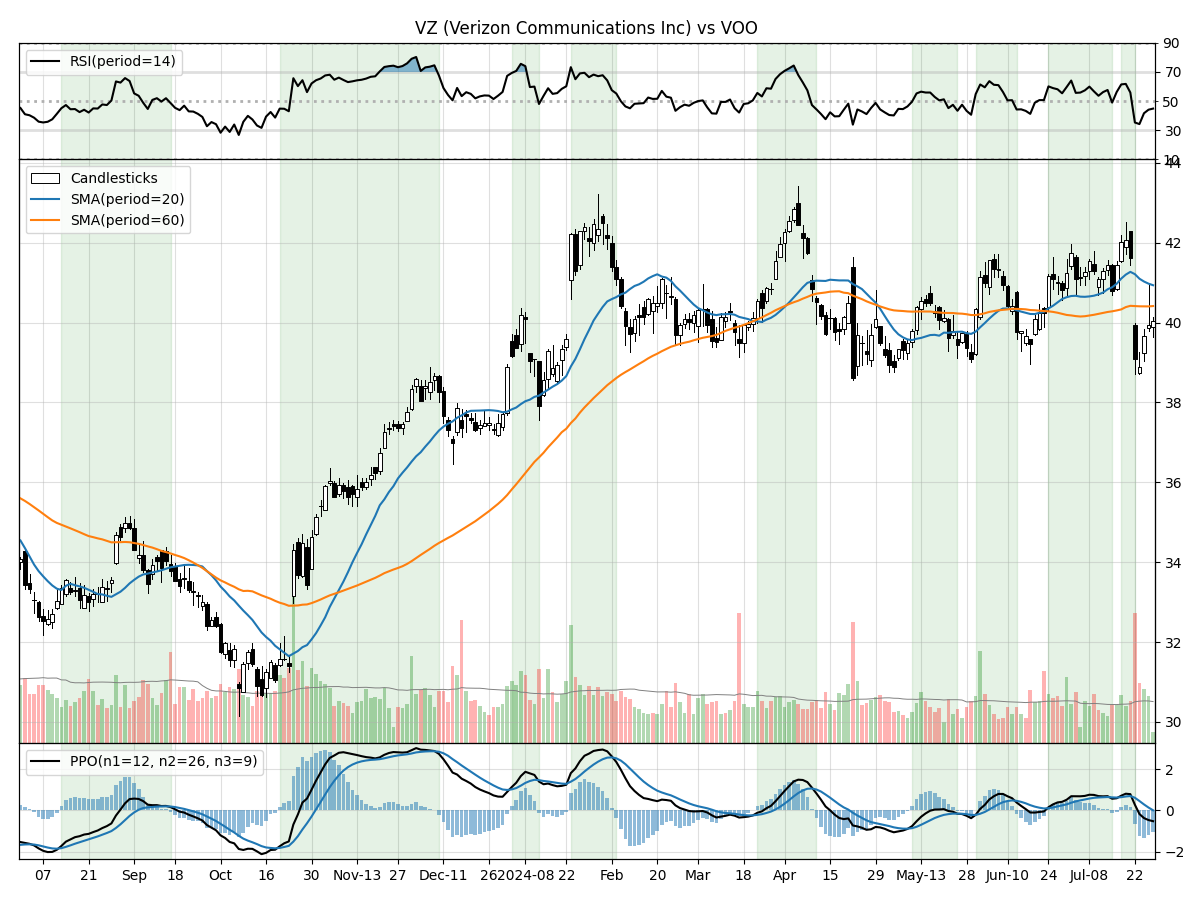 VZ (Verizon Communications Inc) vs VOO
RSI(period=14)
90
70
50
30
10
Candlesticks
SMA(period=20)
SMA(period=60)
44
42
40
38
36
34
32
30
PPO(n1=12, n2=26, n3=9)
2
0
−2
07 21 Sep 18 Oct 16 30 Nov-13 27 Dec-11 26 2024-08 22 Feb 20 Mar 18 Apr 15 29 May-13 28 Jun-10 24 Jul-08 22